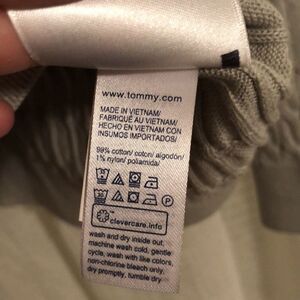 www.tommy.com
MADE IN VIETNAM/
FABRIQUÉ AU VIETNAM/
HECHO EN VIETNAM CON
INSUMOS IMPORTADOS/
99% cotton/ coton/ algodón/
1% nylon/ poliamida/
clevercare.info
wash and dry inside out,
machine wash cold, gentle
cycle, wash with like colors,
non-chlorine bleach only,
dry promptly, tumble dry